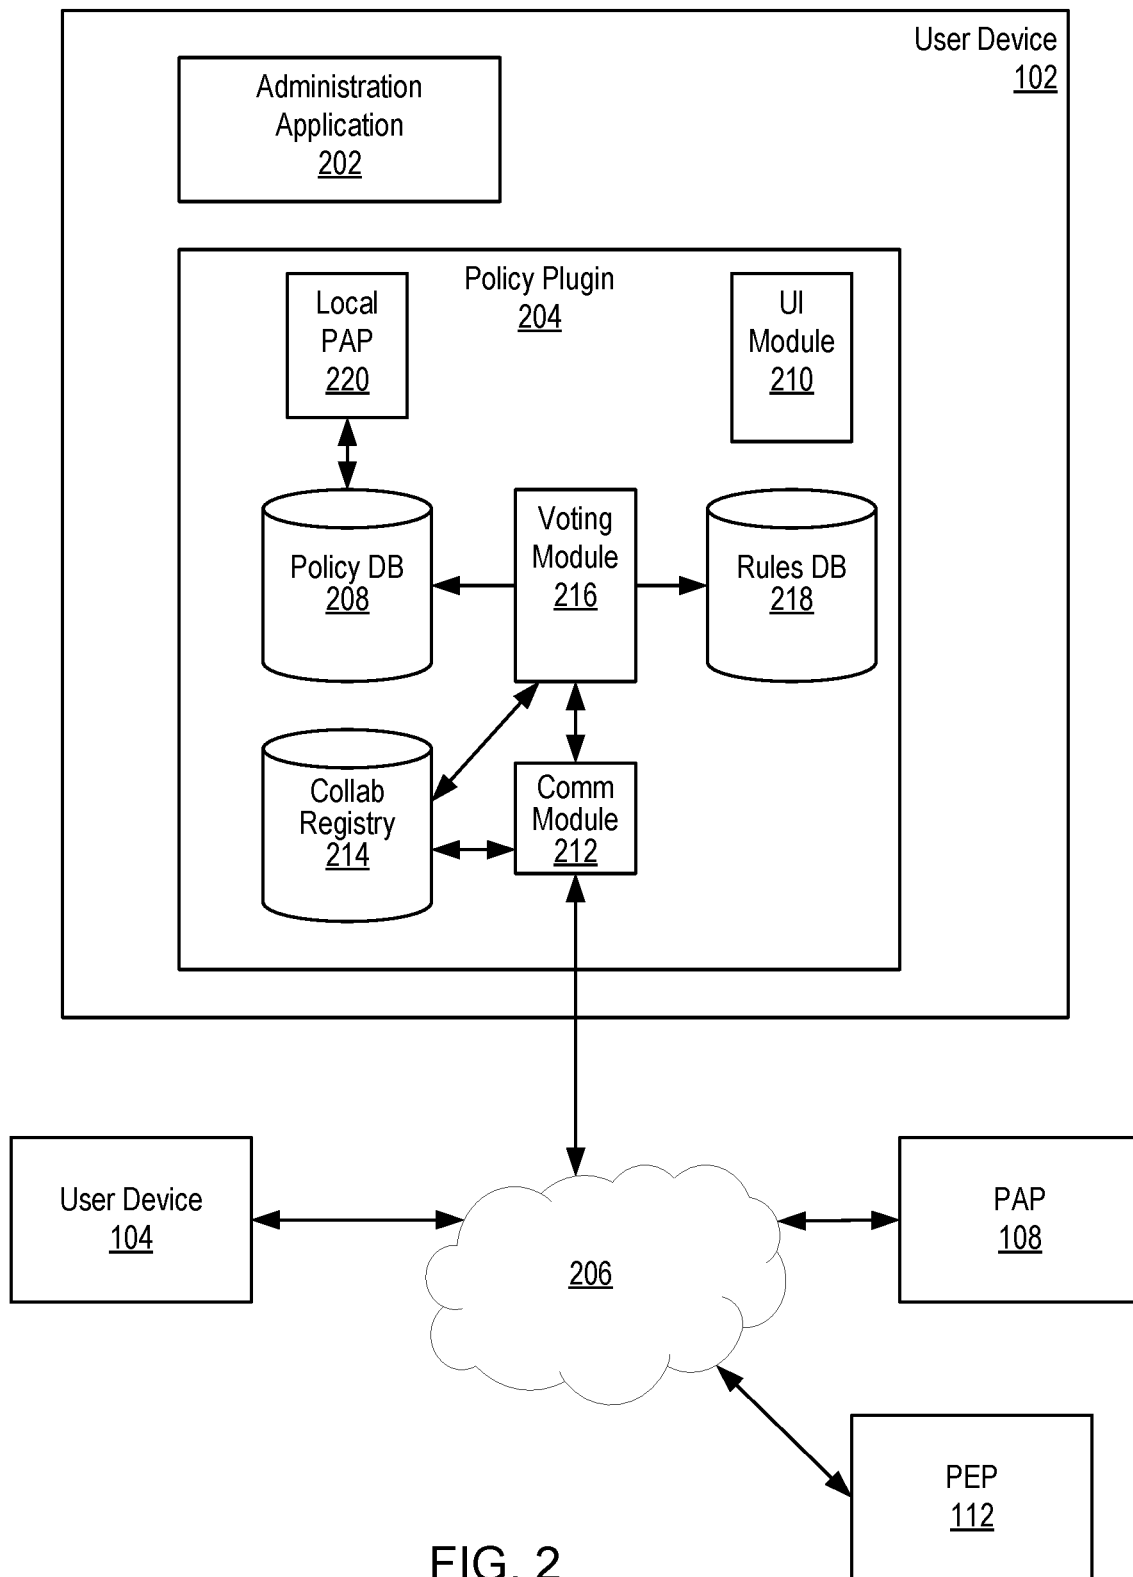 User Device
102
Administration
Application
202
Policy Plugin
204
Local
PAP
220
UI
Module
210
Policy DB
208
Voting
Module
216
Rules DB
218
Collab
Registry
214
Comm
Module
212
User Device
104
206
PAP
108
PEP
112
FIG. 2